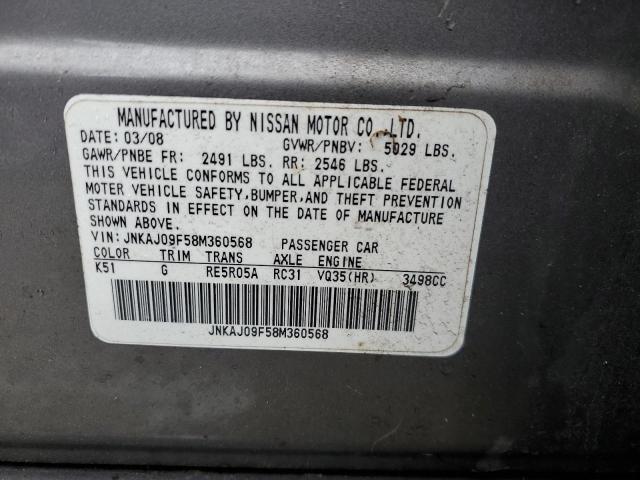 MANUFACTURED BY NISSAN MOTOR CO.,LTD.
DATE: 03/08 GVWR/PNBV: 5029 LBS.
GAWR/PNBE FR: 2491 LBS. RR: 2546 LBS.
THIS VEHICLE CONFORMS TO ALL APPLICABLE FEDERAL
MOTOR VEHICLE SAFETY,BUMPER,AND THEFT PREVENTION
STANDARDS IN EFFECT ON THE DATE OF MANUFACTURE
SHOWN ABOVE.
VIN:JNKAJ09F58M360568 PASSENGER CAR
COLOR TRIM TRANS AXLE ENGINE
K51 G RE5R05A RC31 VQ35(HR) 3498CC
JNKAJ09F58M360568